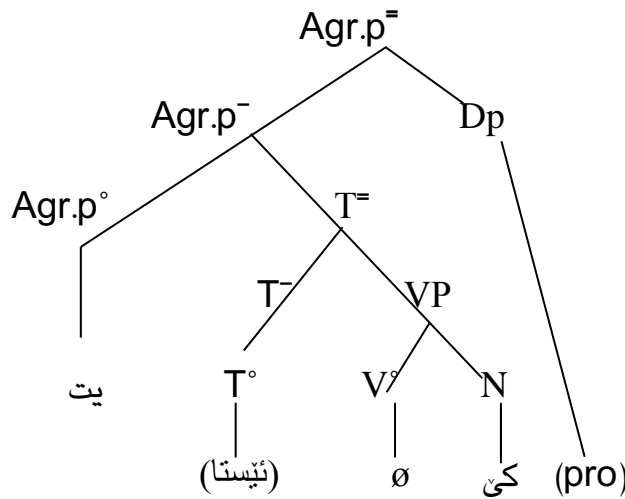 Agr.p⁼
Agr.p⁻ Dp
Agr.p° T⁼
T⁻ VP
یت T° V° N
(ئێستا) ø کێ (pro)